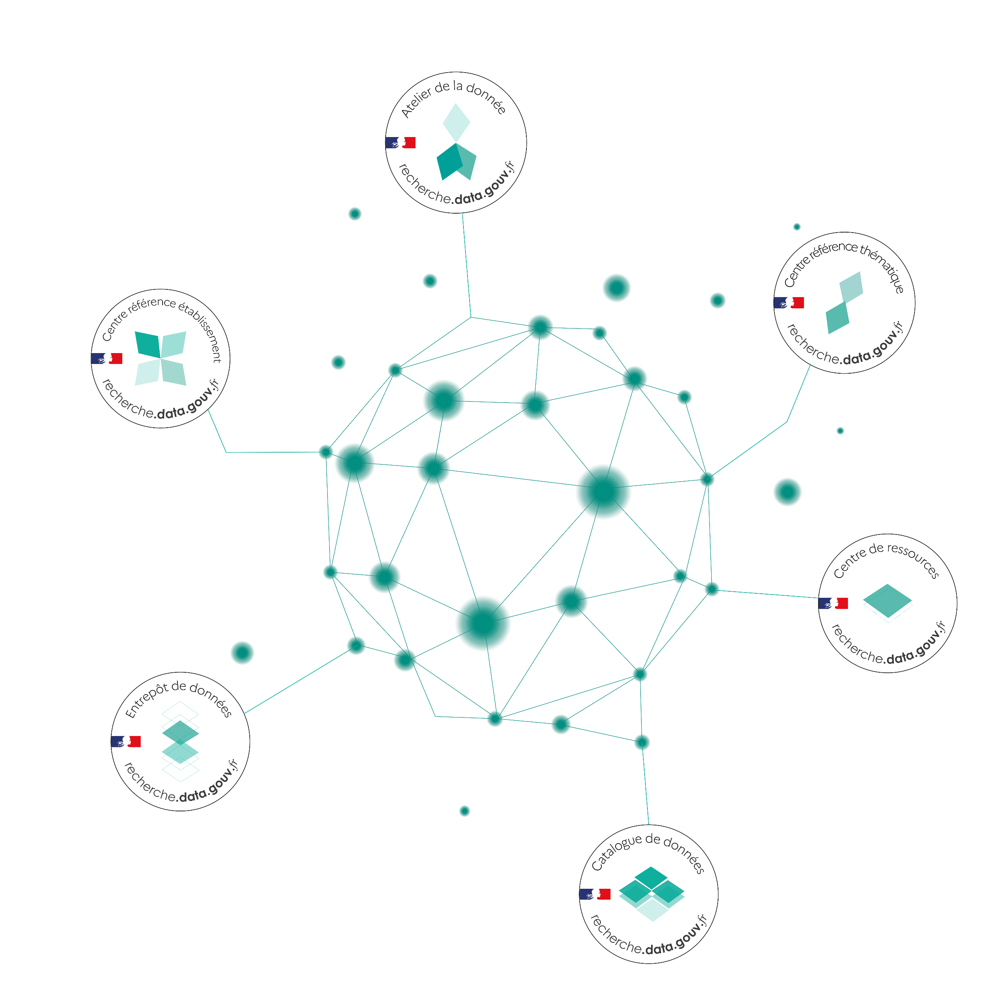 Atelier de la donnée
recherche.data.gouv.fr
Centre référence thématique
recherche.data.gouv.fr
Centre référence établissement
recherche.data.gouv.fr
Centre de ressources
recherche.data.gouv.fr
Entrepôt de données
recherche.data.gouv.fr
Catalogue de données
recherche.data.gouv.fr